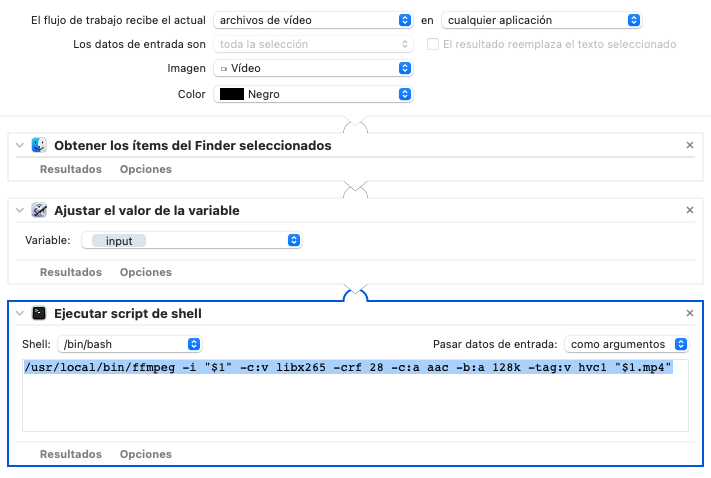 El flujo de trabajo recibe el actual archivos de vídeo en cualquier aplicación
Los datos de entrada son toda la selección El resultado reemplaza el texto seleccionado
Imagen Vídeo
Color Negro
Obtener los ítems del Finder seleccionados
Resultados Opciones
Ajustar el valor de la variable
Variable: input
Resultados Opciones
Ejecutar script de shell
Shell: /bin/bash Pasar datos de entrada: como argumentos
/usr/local/bin/ffmpeg -i "$1" -c:v libx265 -crf 28 -c:a aac -b:a 128k -tag:v hvc1 "$1.mp4"
Resultados Opciones